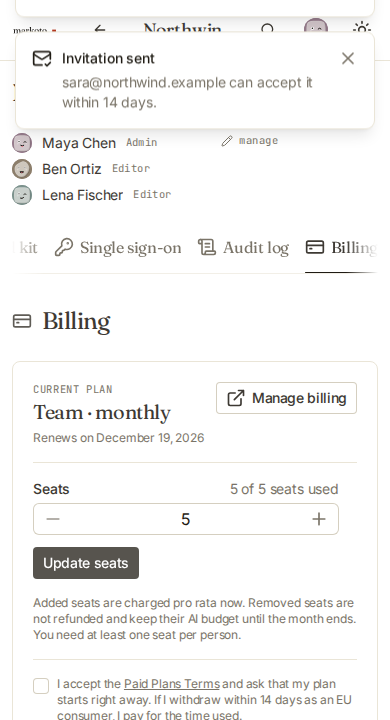 Invitation sent
sara@northwind.example can accept it
within 14 days.
Maya Chen Admin
manage
Ben Ortiz Editor
Lena Fischer Editor
kit Single sign-on Audit log Billing
Billing
CURRENT PLAN
Team · monthly
Manage billing
Renews on December 19, 2026
Seats 5 of 5 seats used
5
Update seats
Added seats are charged pro rata now. Removed seats are
not refunded and keep their AI budget until the month ends.
You need at least one seat per person.
I accept the Paid Plans Terms and ask that my plan
starts right away. If I withdraw within 14 days as an EU
consumer, I pay for the time used.